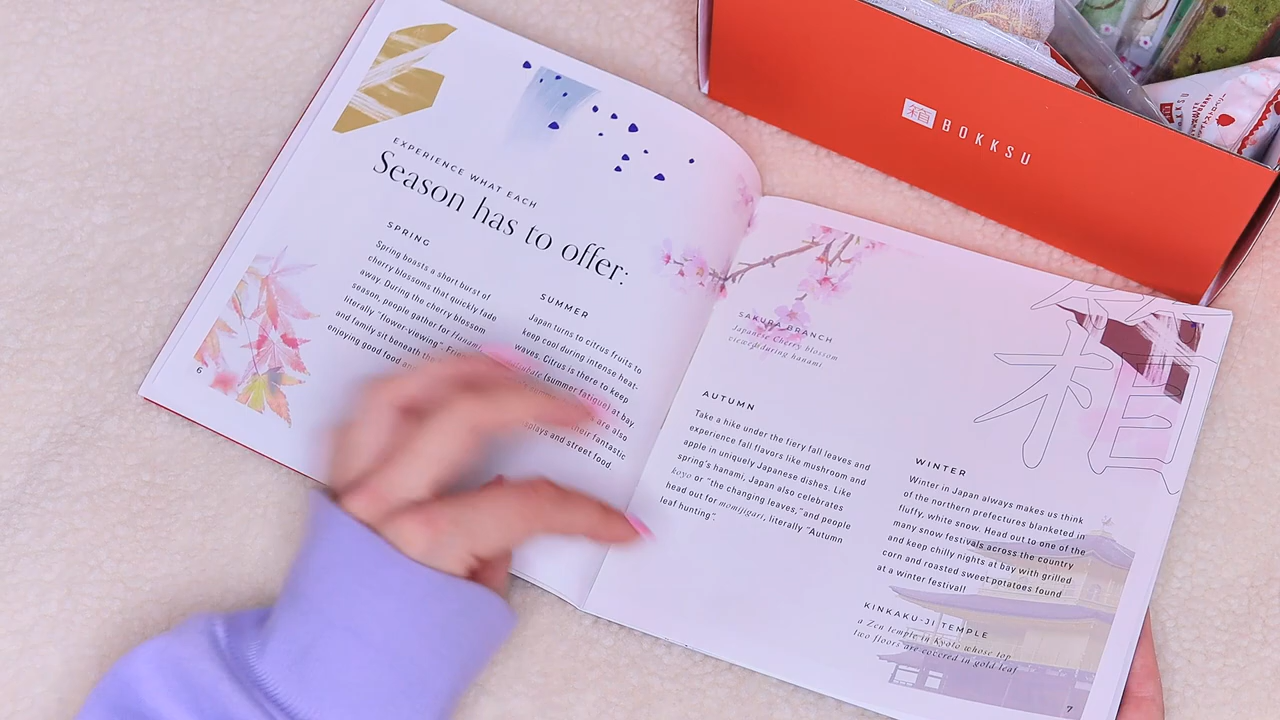 箱 BOKKSU
EXPERIENCE WHAT EACH
Season has to offer:
SPRING
Spring boasts a short burst of
cherry blossoms that quickly fade
away. During the cherry blossom
season, people gather for
literally "flower-viewing".
and family sit beneath
enjoying good food
6
SUMMER
Japan turns to citrus fruits to
keep cool during intense heat-
waves. Citrus is there to keep
(summer fatigue) at bay.
are also
their fantastic
and street food.
SAKURA BRANCH
Japanese Cherry blossom
during hanami
箱
AUTUMN
Take a hike under the fiery fall leaves and
experience fall flavors like mushroom and
apple in uniquely Japanese dishes. Like
spring's hanami, Japan also celebrates
koyo or "the changing leaves," and people
head out for momijigari, literally "Autumn
leaf hunting".
WINTER
Winter in Japan always makes us think
of the northern prefectures blanketed in
fluffy, white snow. Head out to one of the
many snow festivals across the country
and keep chilly nights at bay with grilled
corn and roasted sweet potatoes found
at a winter festival!
KINKAKU-JI TEMPLE
a Zen temple in Kyoto whose top
two floors are covered in gold leaf
7